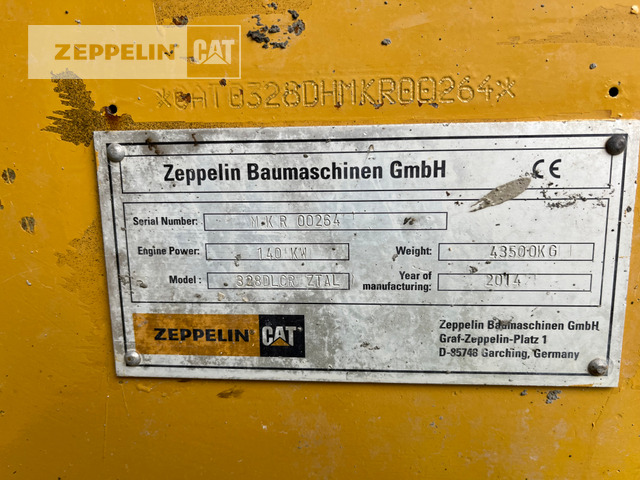 ZEPPELIN CAT
*CAT0328DHMKR00264*
Zeppelin Baumaschinen GmbH CE
Serial Number: MKR 00264
Engine Power: 140 KW Weight: 43500KG
Model: 328DLCR ZTAL Year of manufacturing: 2014
ZEPPELIN CAT
Zeppelin Baumaschinen GmbH
Graf-Zeppelin-Platz 1
D-85748 Garching, Germany